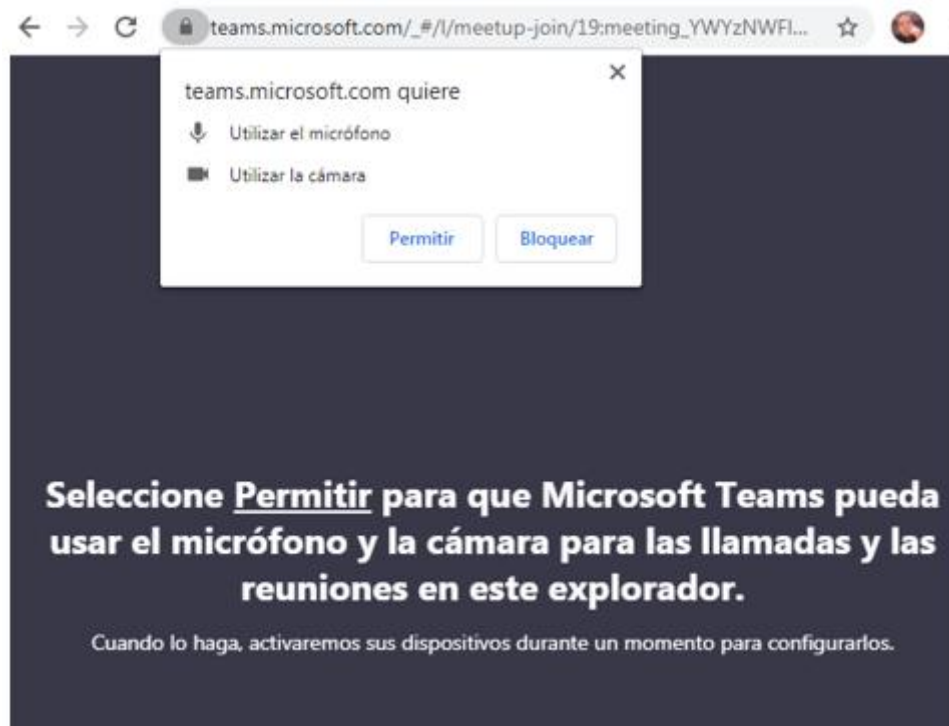 teams.microsoft.com/_#/l/meetup-join/19:meeting_YWYzNWFl...
teams.microsoft.com quiere
Utilizar el micrófono
Utilizar la cámara
Permitir Bloquear
Seleccione Permitir para que Microsoft Teams pueda
usar el micrófono y la cámara para las llamadas y las
reuniones en este explorador.
Cuando lo haga, activaremos sus dispositivos durante un momento para configurarlos.